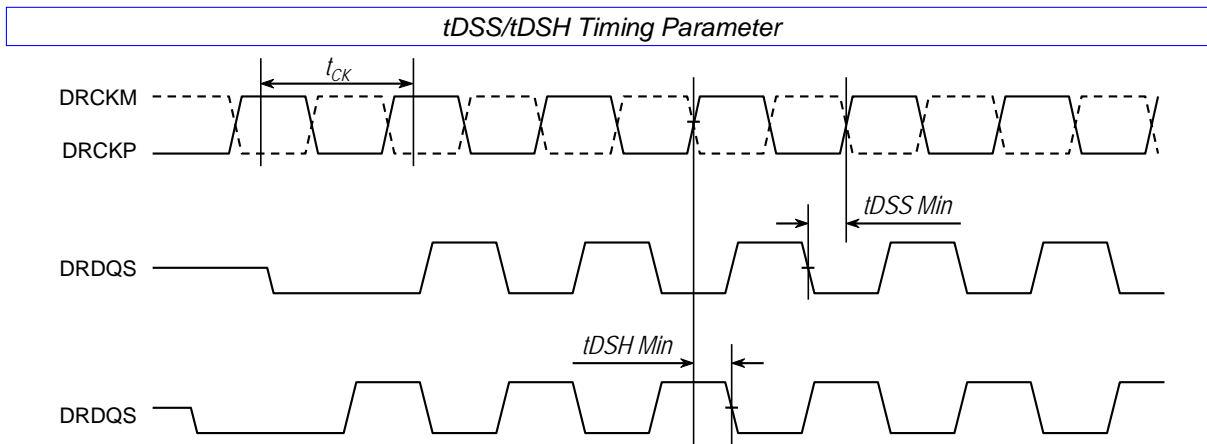 tDSS/tDSH Timing Parameter
tCK
DRCKM
DRCKP
tDSS Min
DRDQS
tDSH Min
DRDQS